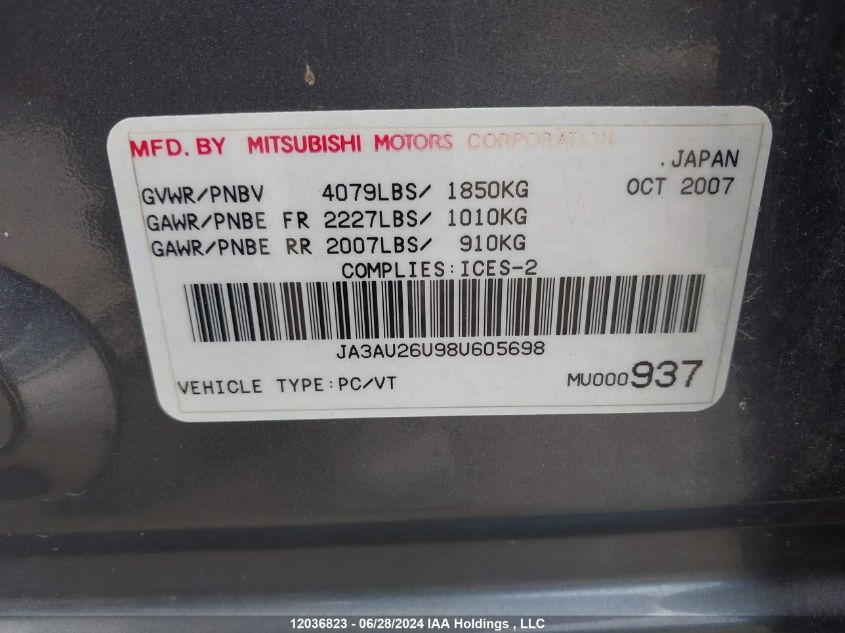 MFD. BY MITSUBISHI MOTORS CORPORATION
.JAPAN
GVWR/PNBV 4079LBS/ 1850KG OCT 2007
GAWR/PNBE FR 2227LBS/ 1010KG
GAWR/PNBE RR 2007LBS/ 910KG
COMPLIES:ICES-2
JA3AU26U98U605698
VEHICLE TYPE:PC/VT MU000937
12036823 - 06/28/2024 IAA Holdings , LLC